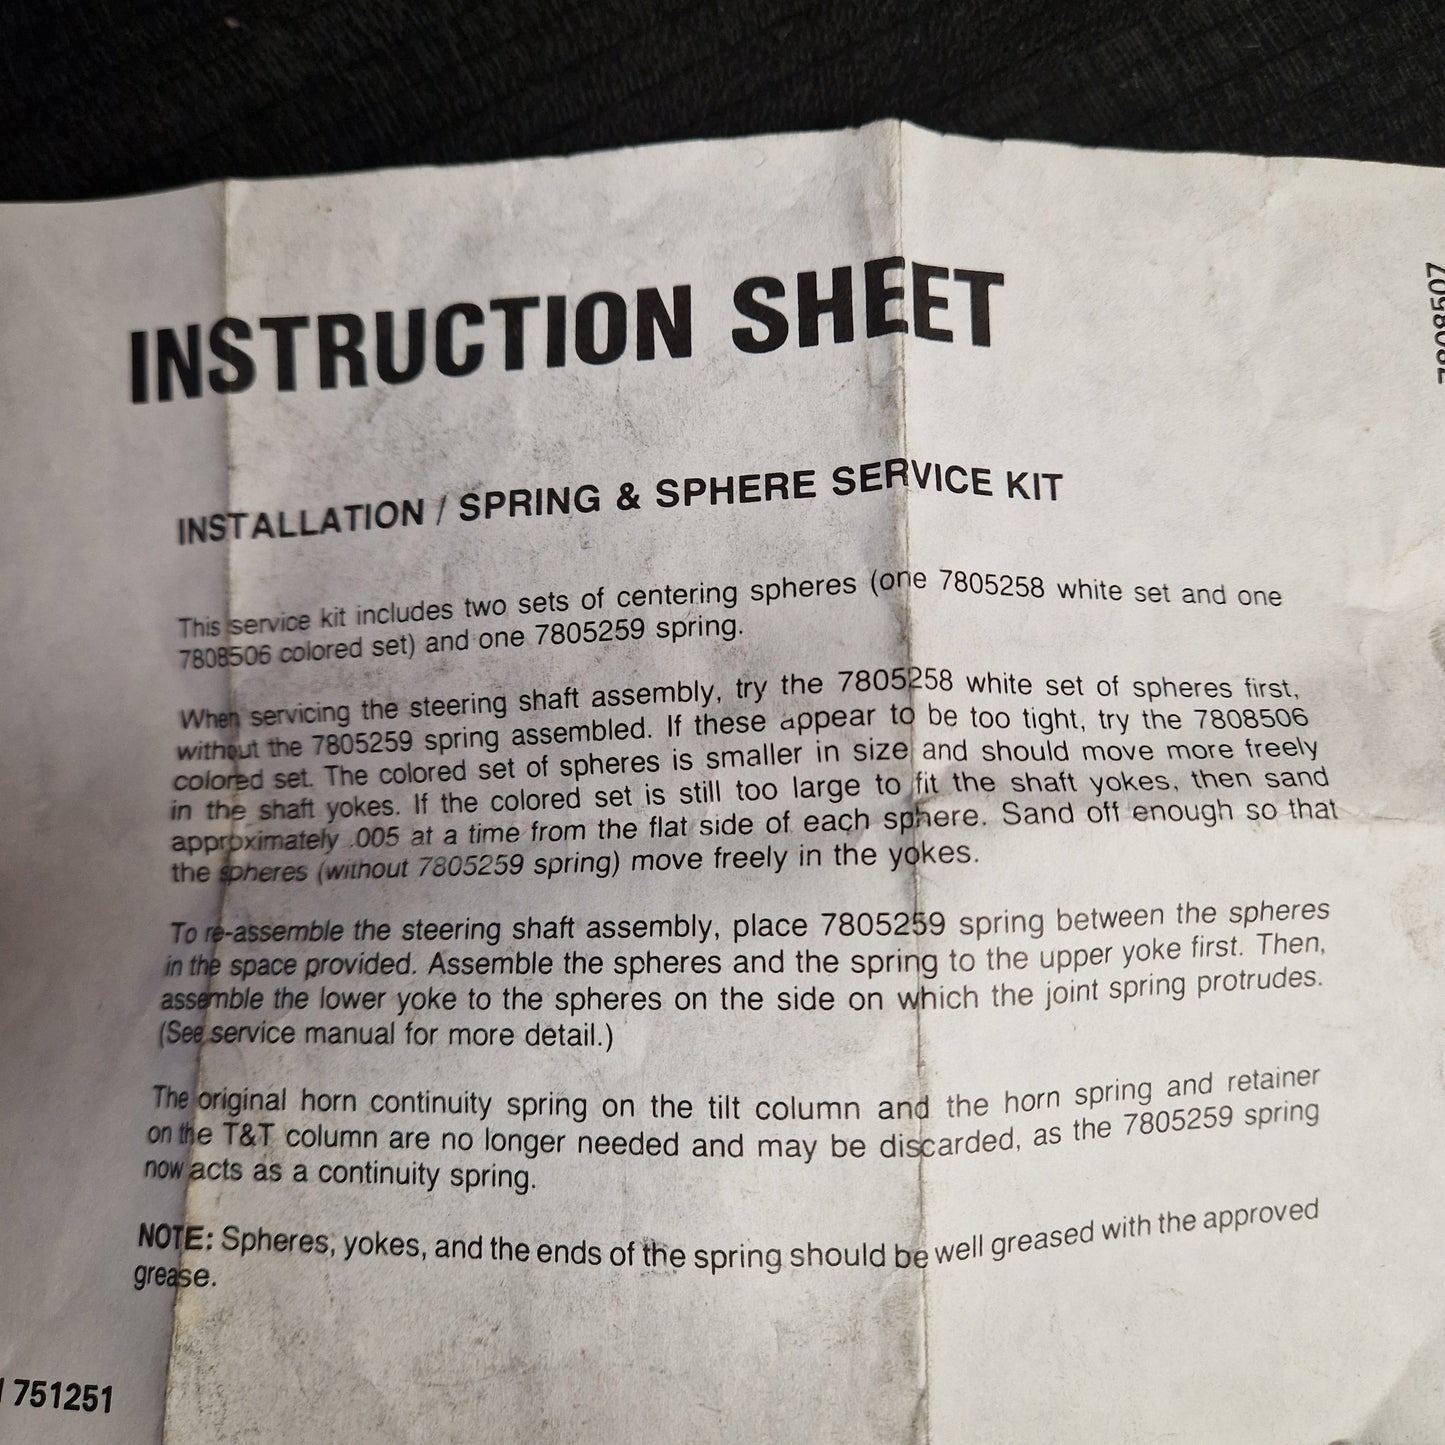 INSTRUCTION SHEET
7808507
INSTALLATION / SPRING & SPHERE SERVICE KIT
This service kit includes two sets of centering spheres (one 7805258 white set and one
7808506 colored set) and one 7805259 spring.
When servicing the steering shaft assembly, try the 7805258 white set of spheres first,
without the 7805259 spring assembled. If these appear to be too tight, try the 7808506
colored set. The colored set of spheres is smaller in size and should move more freely
in the shaft yokes. If the colored set is still too large to fit the shaft yokes, then sand
approximately .005 at a time from the flat side of each sphere. Sand off enough so that
the spheres (without 7805259 spring) move freely in the yokes.
To re-assemble the steering shaft assembly, place 7805259 spring between the spheres
in the space provided. Assemble the spheres and the spring to the upper yoke first. Then,
assemble the lower yoke to the spheres on the side on which the joint spring protrudes.
(See service manual for more detail.)
The original horn continuity spring on the tilt column and the horn spring and retainer
on the T&T column are no longer needed and may be discarded, as the 7805259 spring
now acts as a continuity spring.
NOTE: Spheres, yokes, and the ends of the spring should be well greased with the approved
grease.
751251